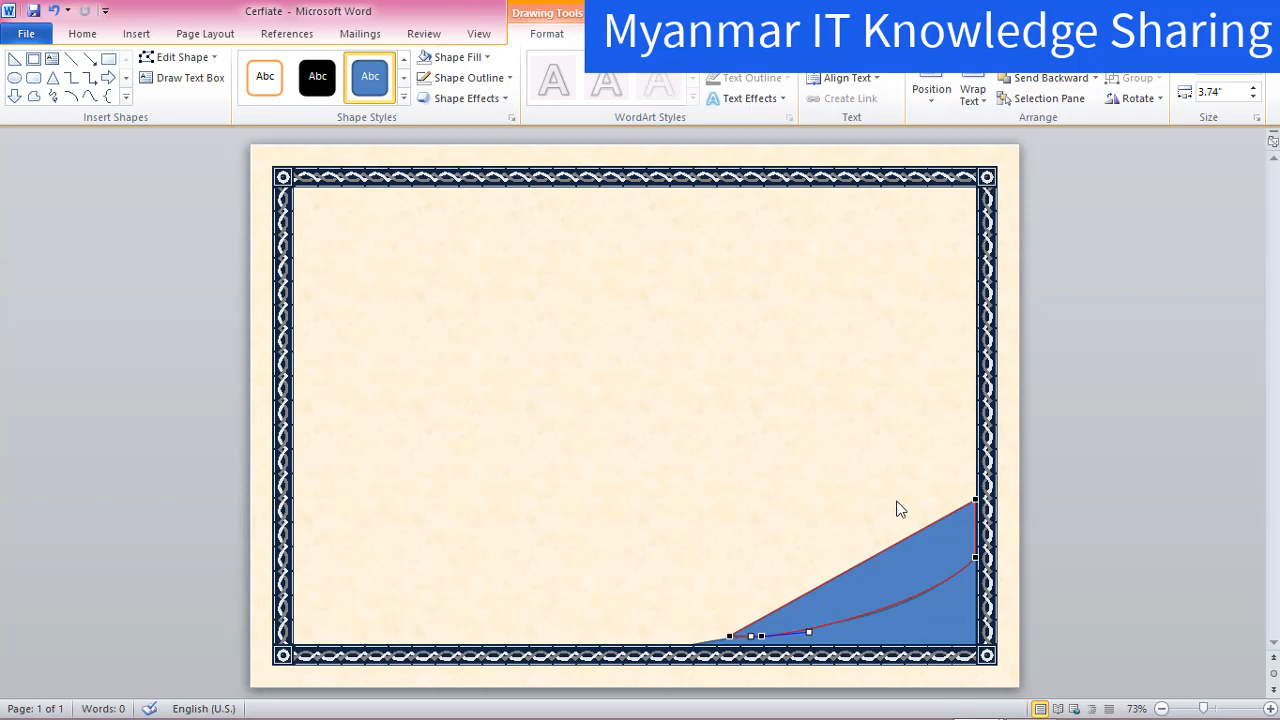 Cerfiate - Microsoft Word
Drawing Tools
Myanmar IT Knowledge Sharing
File Home Insert Page Layout References Mailings Review View Format
Edit Shape
Draw Text Box
Insert Shapes
Abc Abc Abc
Shape Fill
Shape Outline
Shape Effects
Shape Styles
A A A
Text Outline
Text Effects
WordArt Styles
Align Text
Create Link
Text
Position
Wrap Text
Send Backward
Selection Pane
Group
Rotate
Arrange
3.74"
Size
Page: 1 of 1 Words: 0 English (U.S.) 73%